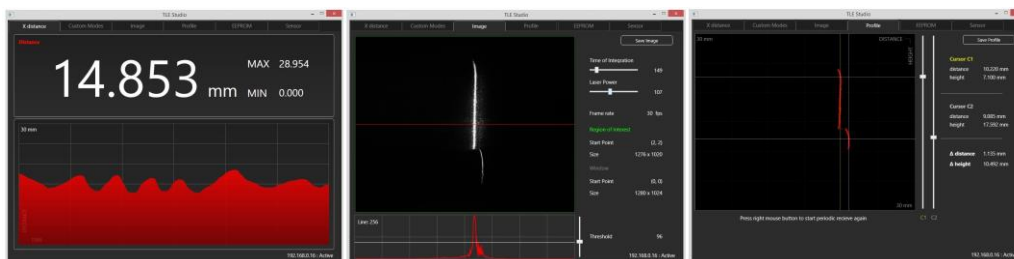 TLE Studio
X distance
Custom Modes
Image
Profile
EEPROM
Sensor
Distance
14.853 mm
MAX 28.954
MIN 0.000
30 mm
192.168.0.16 : Active
TLE Studio
X distance
Custom Modes
Image
Profile
EEPROM
Sensor
Save Image
Time of Integration
149
Laser Power
107
Frame rate 30 fps
Region of Interest
Start Point (2, 2)
Size 1276 x 1020
Window
Start Point (0, 0)
Size 1280 x 1024
Line: 256
Threshold 96
192.168.0.16 : Active
TLE Studio
X distance
Custom Modes
Image
Profile
EEPROM
Sensor
30 mm
DISTANCE
HEIGHT
Save Profile
Cursor C1
distance 10.220 mm
height 7.100 mm
Cursor C2
distance 9.085 mm
height 17.592 mm
Δ distance 1.135 mm
Δ height 10.492 mm
C1 C2
Press right mouse button to start periodic recieve again
192.168.0.16 : Active